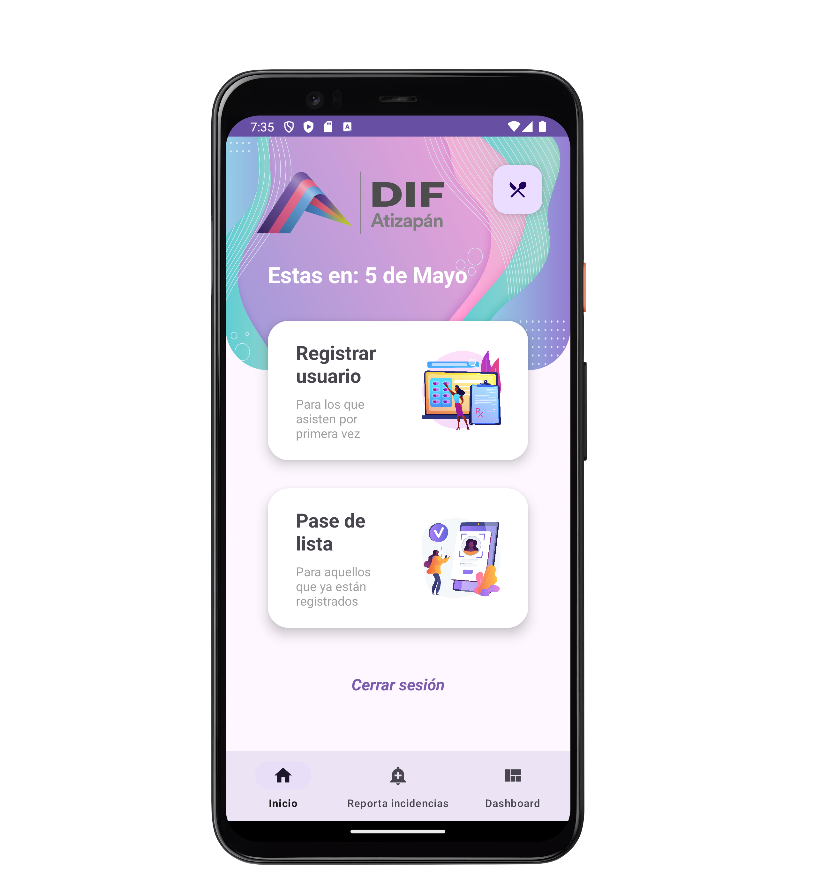 7:35
A
DIF
Atizapán
Estas en: 5 de Mayo
Registrar
usuario
Para los que
asisten por
primera vez
Rx
Pase de
lista
Para aquellos
que ya están
registrados
Cerrar sesión
Inicio
Reporta incidencias
Dashboard